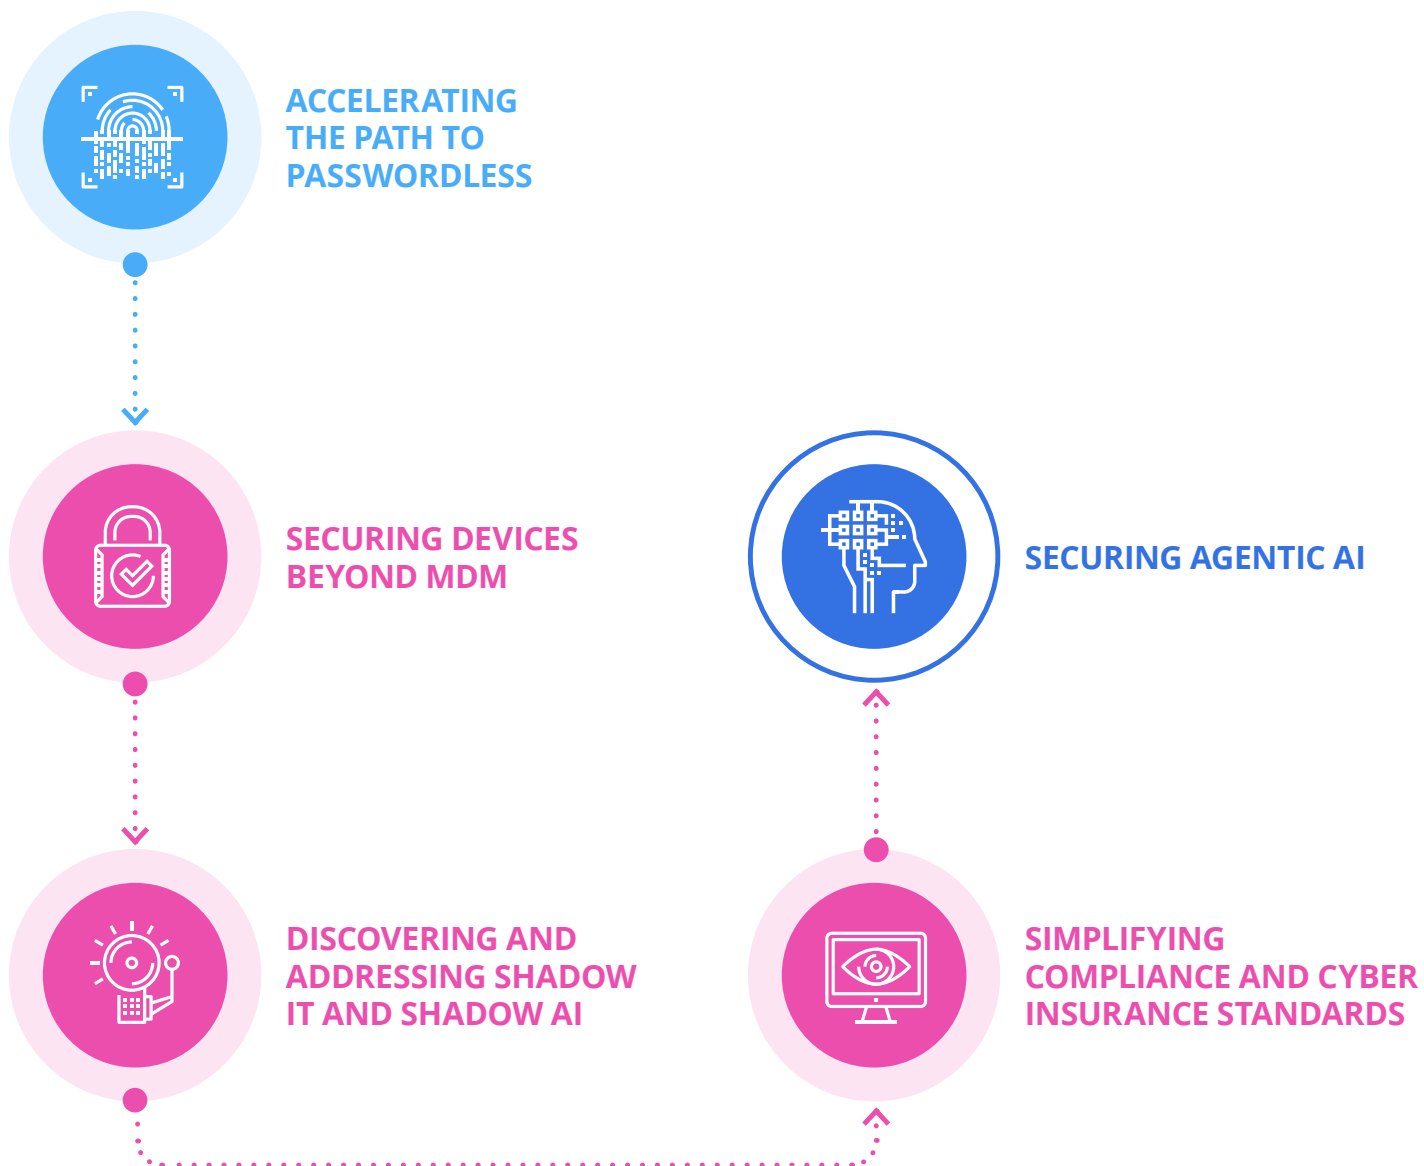 ACCELERATING
THE PATH TO
PASSWORDLESS
SECURING DEVICES
BEYOND MDM
DISCOVERING AND
ADDRESSING SHADOW
IT AND SHADOW AI
SIMPLIFYING
COMPLIANCE AND CYBER
INSURANCE STANDARDS
SECURING AGENTIC AI